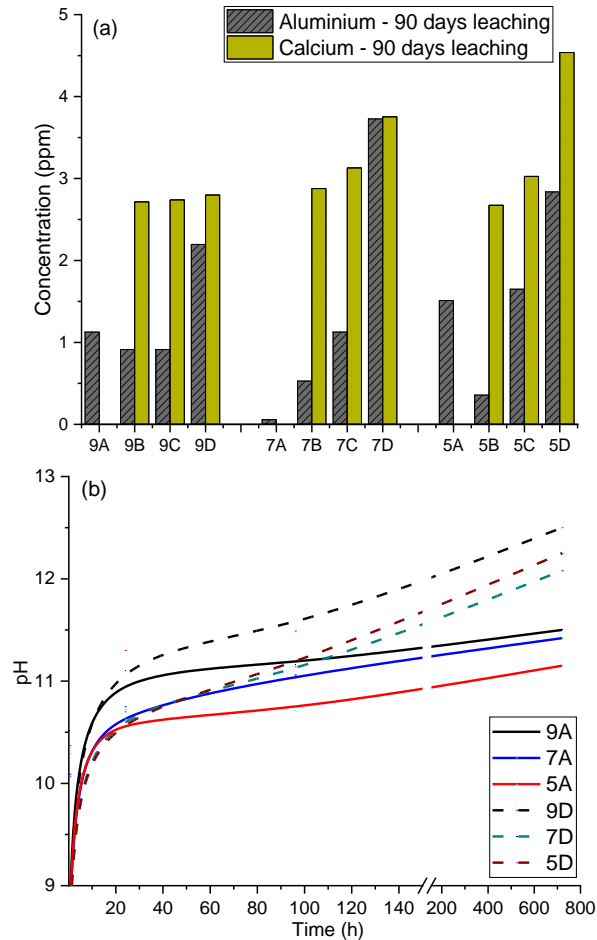 (a)
Aluminium - 90 days leaching
Calcium - 90 days leaching
Concentration (ppm)
5
4
3
2
1
0
9A 9B 9C 9D 7A 7B 7C 7D 5A 5B 5C 5D
(b)
pH
13
12
11
10
9
9A
7A
5A
9D
7D
5D
20 40 60 80 100 120 140 200 400 600 800
Time (h)